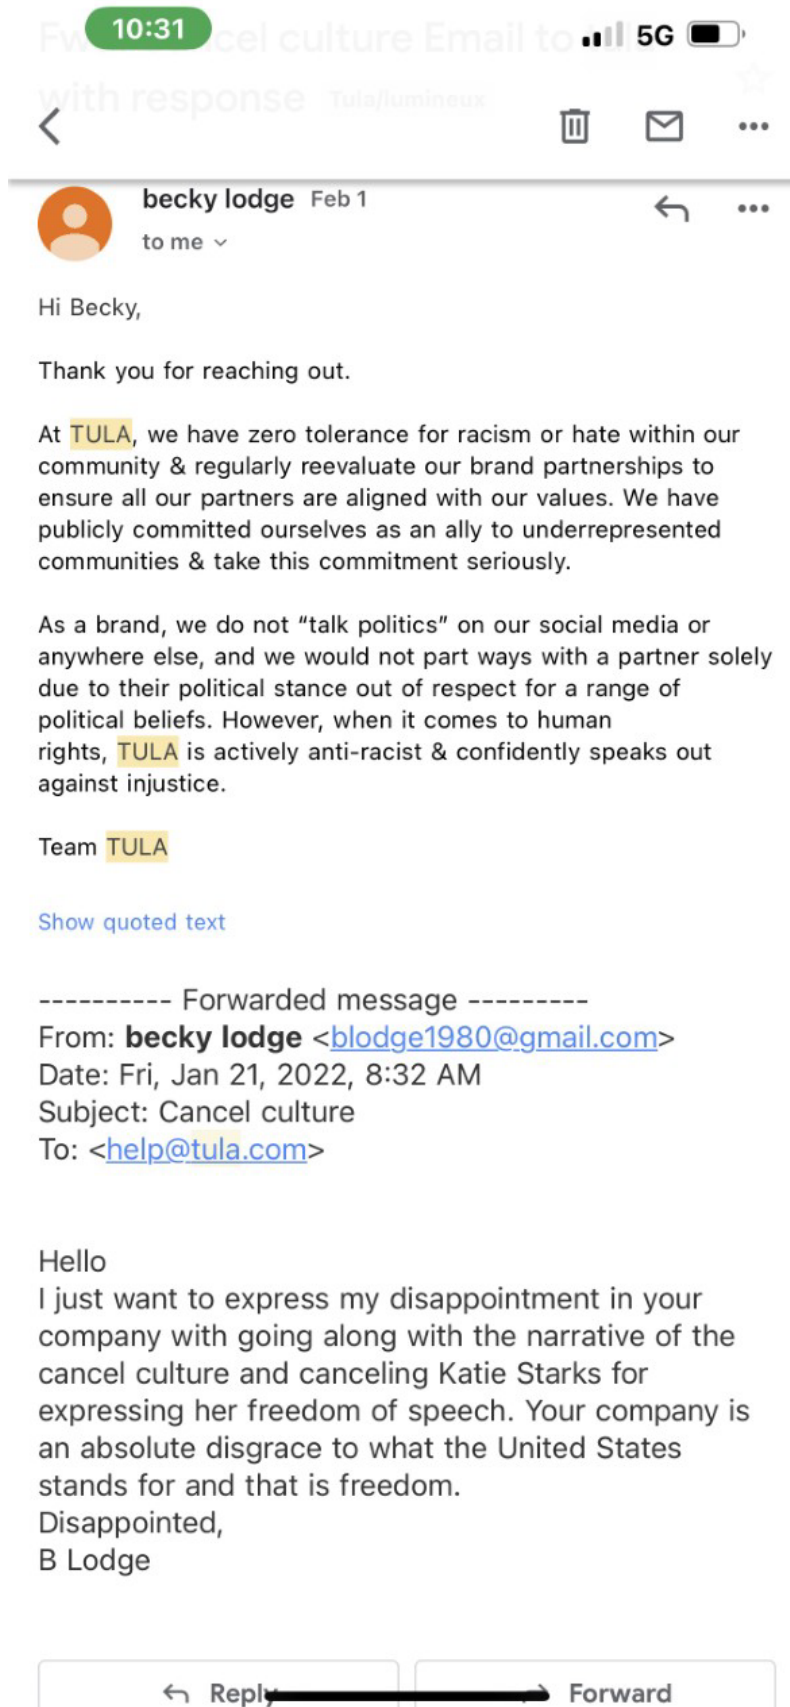 10:31
5G
Fw cel culture Email to
with response Tula/lumineux
becky lodge Feb 1
to me
Hi Becky,
Thank you for reaching out.
At TULA, we have zero tolerance for racism or hate within our
community & regularly reevaluate our brand partnerships to
ensure all our partners are aligned with our values. We have
publicly committed ourselves as an ally to underrepresented
communities & take this commitment seriously.
As a brand, we do not “talk politics” on our social media or
anywhere else, and we would not part ways with a partner solely
due to their political stance out of respect for a range of
political beliefs. However, when it comes to human
rights, TULA is actively anti-racist & confidently speaks out
against injustice.
Team TULA
Show quoted text
---------- Forwarded message ---------
From: becky lodge <blodge1980@gmail.com>
Date: Fri, Jan 21, 2022, 8:32 AM
Subject: Cancel culture
To: <help@tula.com>
Hello
I just want to express my disappointment in your
company with going along with the narrative of the
cancel culture and canceling Katie Starks for
expressing her freedom of speech. Your company is
an absolute disgrace to what the United States
stands for and that is freedom.
Disappointed,
B Lodge
Reply Forward